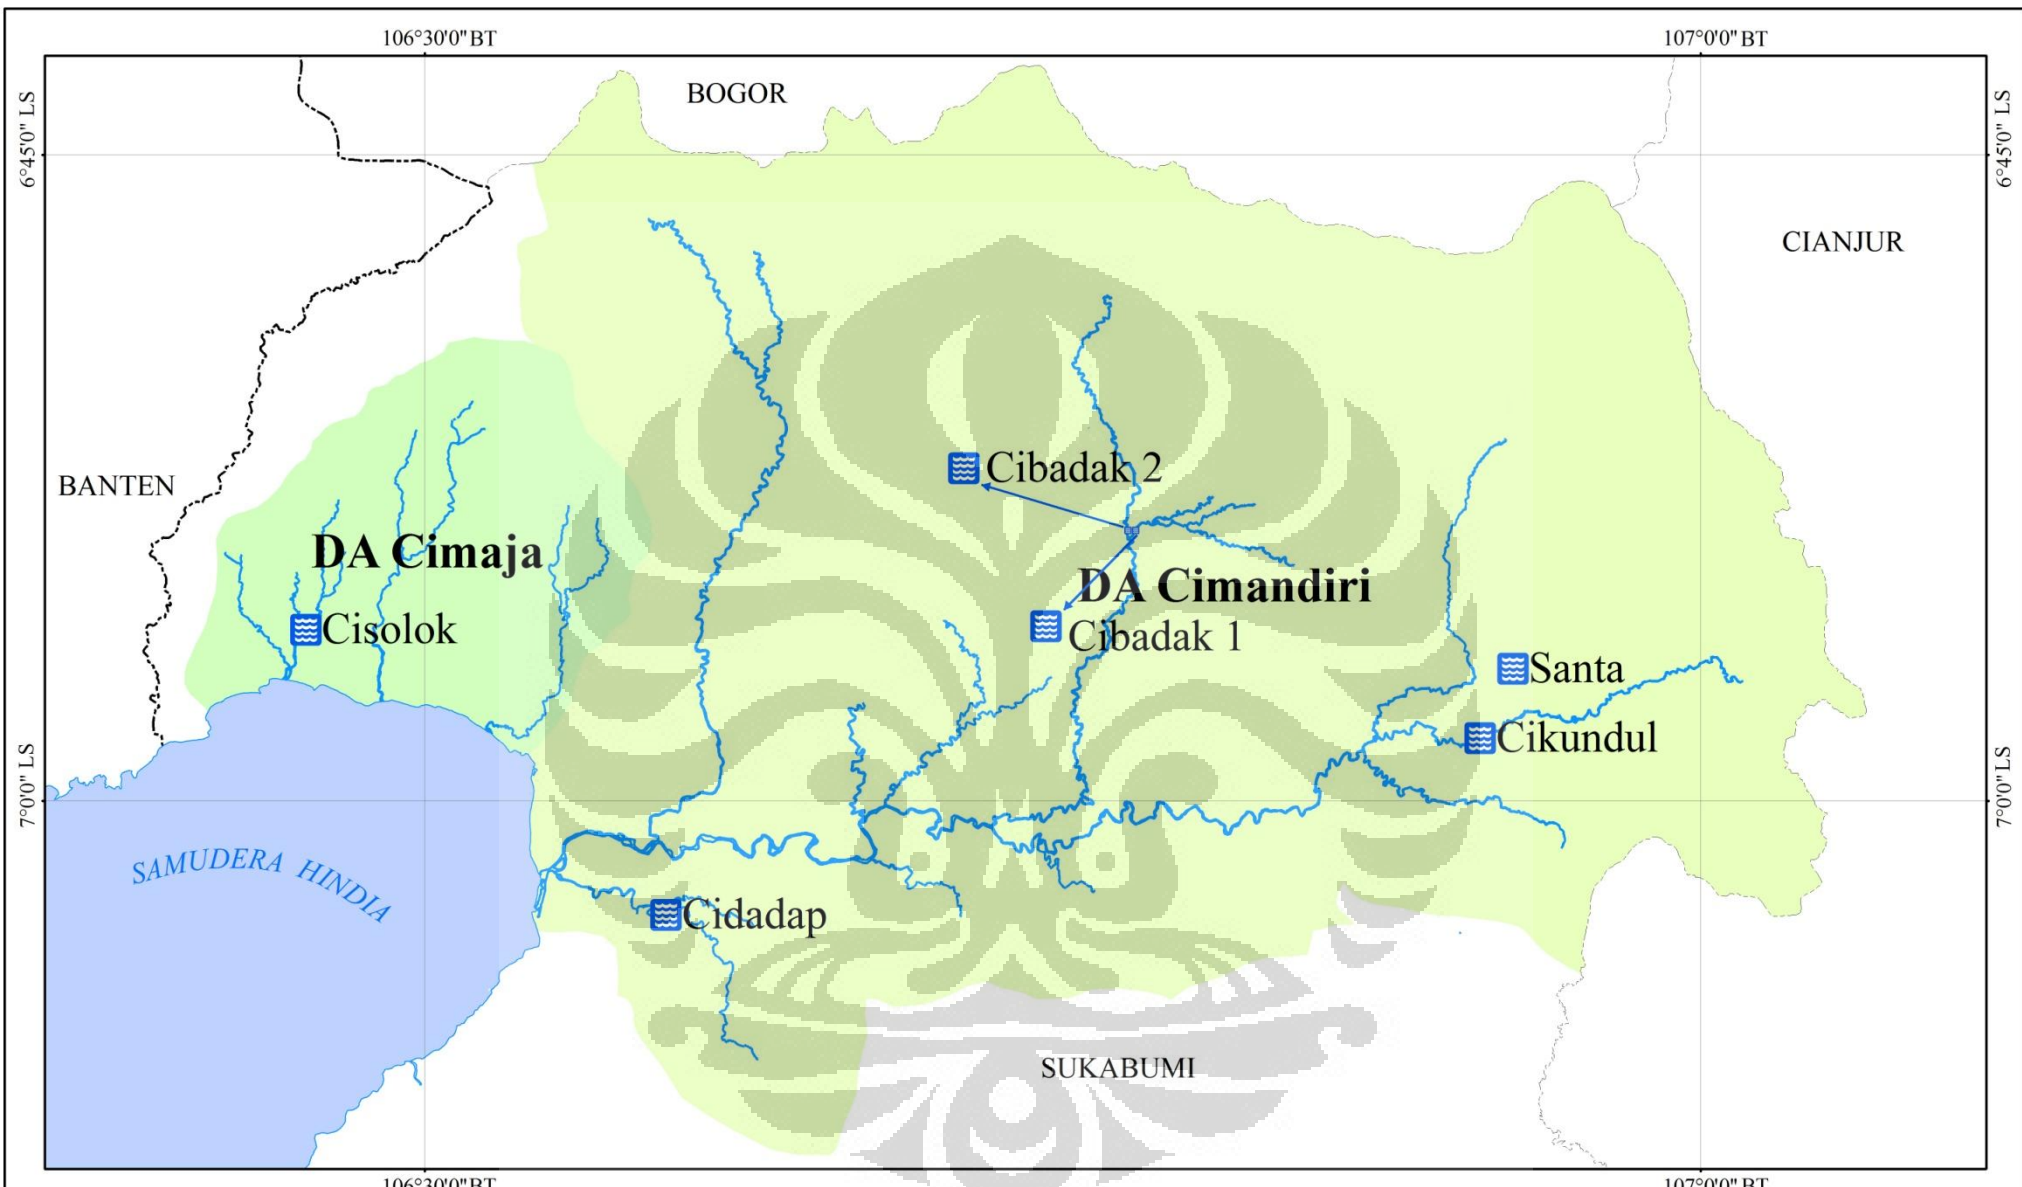 106°30'0" BT
107°0'0" BT
BOGOR
6°45'0" LS
6°45'0" LS
CIANJUR
Cibadak 2
BANTEN
DA Cimaja
DA Cimandiri
Cisolok
Cibadak 1
Santa
Cikundul
7°0'0" LS
7°0'0" LS
SAMUDERA HINDIA
Cidadap
SUKABUMI
106°30'0" BT
107°0'0" BT